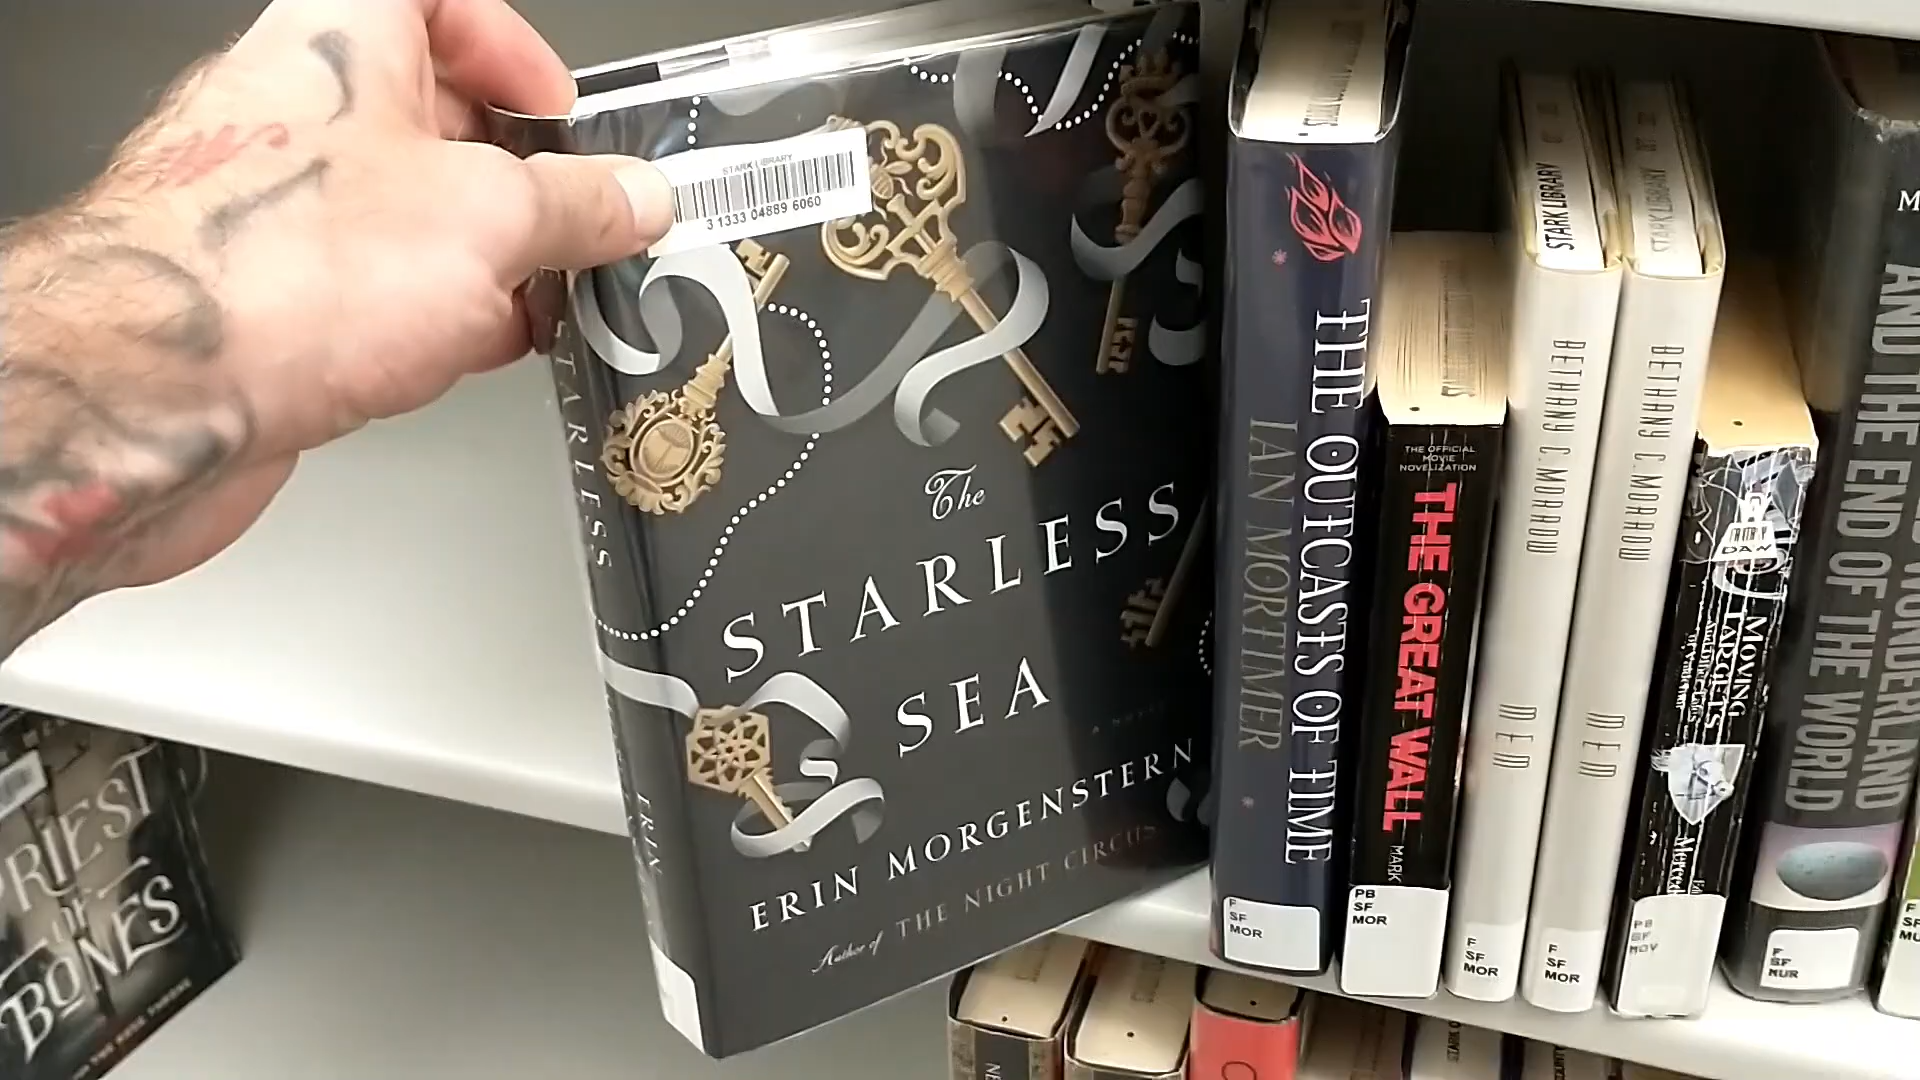 STARK LIBRARY
3 1333 04889 6060
The
STARLESS
SEA
A NOVEL
ERIN MORGENSTERN
Author of THE NIGHT CIRCUS
STARLESS
ERIN
THE OUTCASTS OF TIME
IAN MORTIMER
F
SF
MOR
THE OFFICIAL
MOVIE
NOVELIZATION
THE GREAT WALL
MARK
PB
SF
MOR
STARK LIBRARY
BETHANY C. MORROW
MEM
F
SF
MOR
STARK LIBRARY
BETHANY C. MORROW
MEM
F
SF
MOR
FANTASY
DAW
MOVING
TARGETS
PB
SF
MOV
WONDERLAND
AND THE END OF THE WORLD
F
SF
MUR
PRIEST
OF
BONES